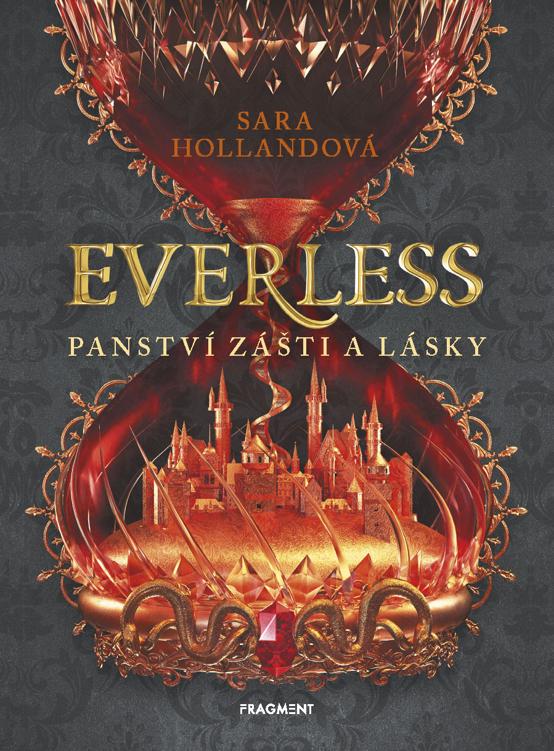 SARA
HOLLANDOVÁ
EVERLESS
PANSTVÍ ZÁŠTI A LÁSKY
FRAGMENT